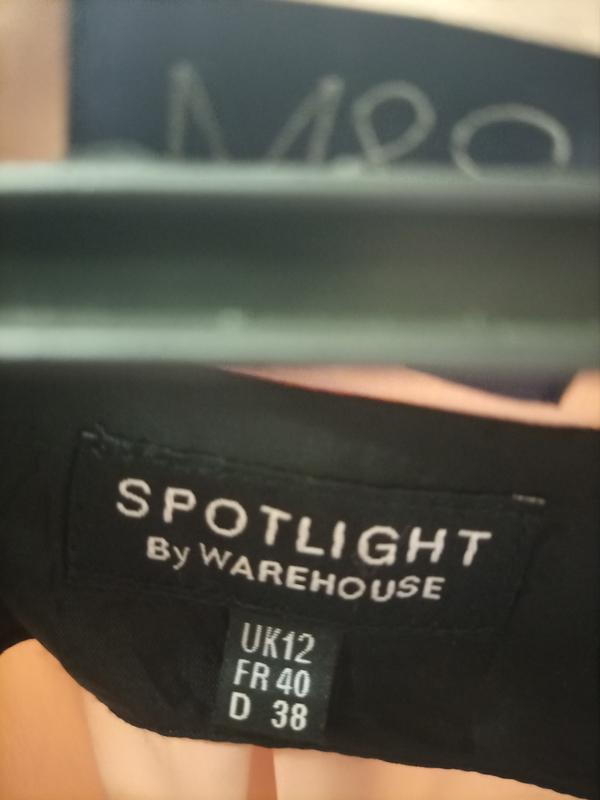 M&S
SPOTLIGHT
By WAREHOUSE
UK12
FR 40
D 38